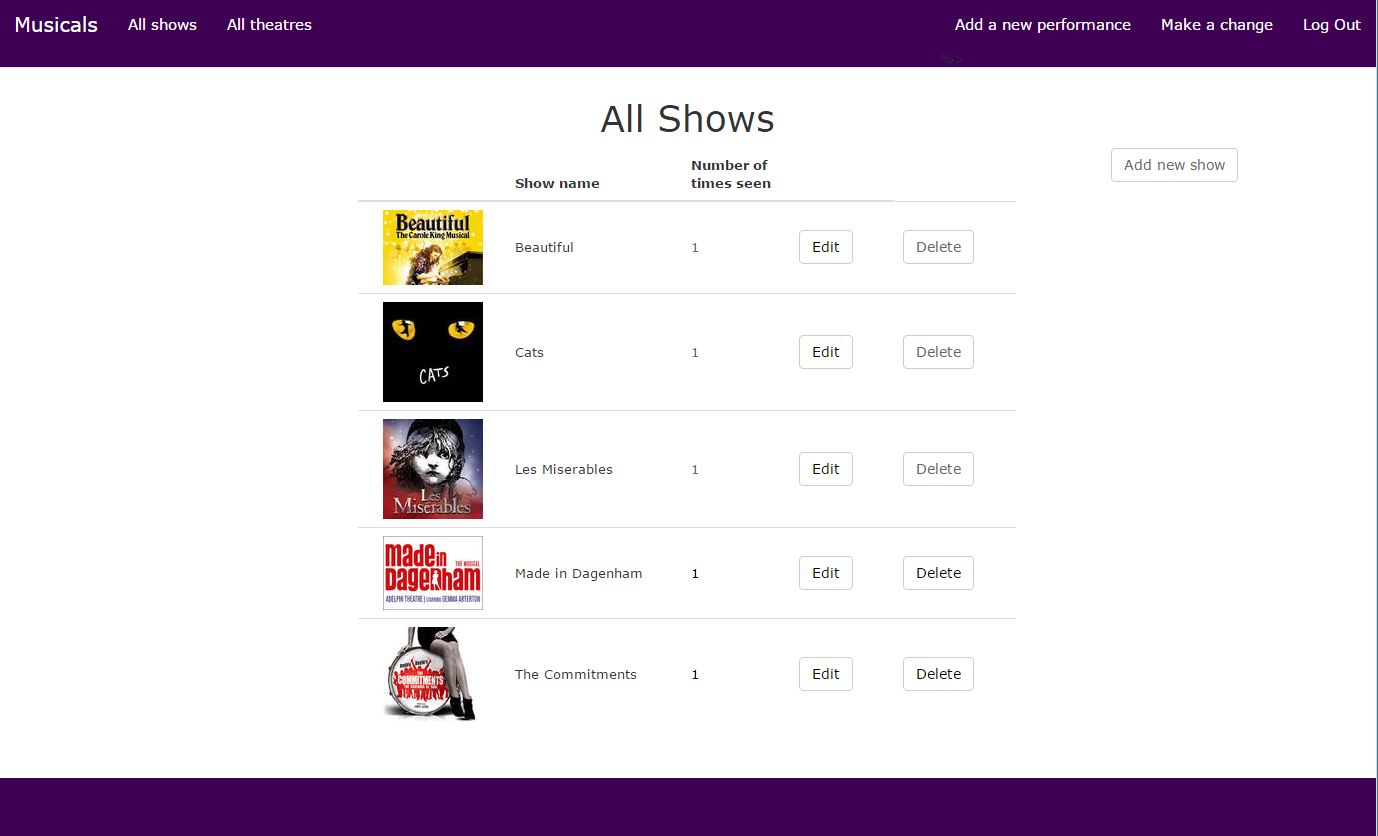 Musicals All shows All theatres Add a new performance Make a change Log Out
%>
All Shows
Add new show
Show name Number of
times seen
Beautiful
The Carole King Musical
Beautiful 1 Edit Delete
CATS
Cats 1 Edit Delete
Les
Misérables
Les Miserables 1 Edit Delete
made in
Dagenham
THE MUSICAL
ADELPHI THEATRE | STARRING GEMMA ARTERTON
Made in Dagenham 1 Edit Delete
THE
COMMITMENTS
The Commitments 1 Edit Delete